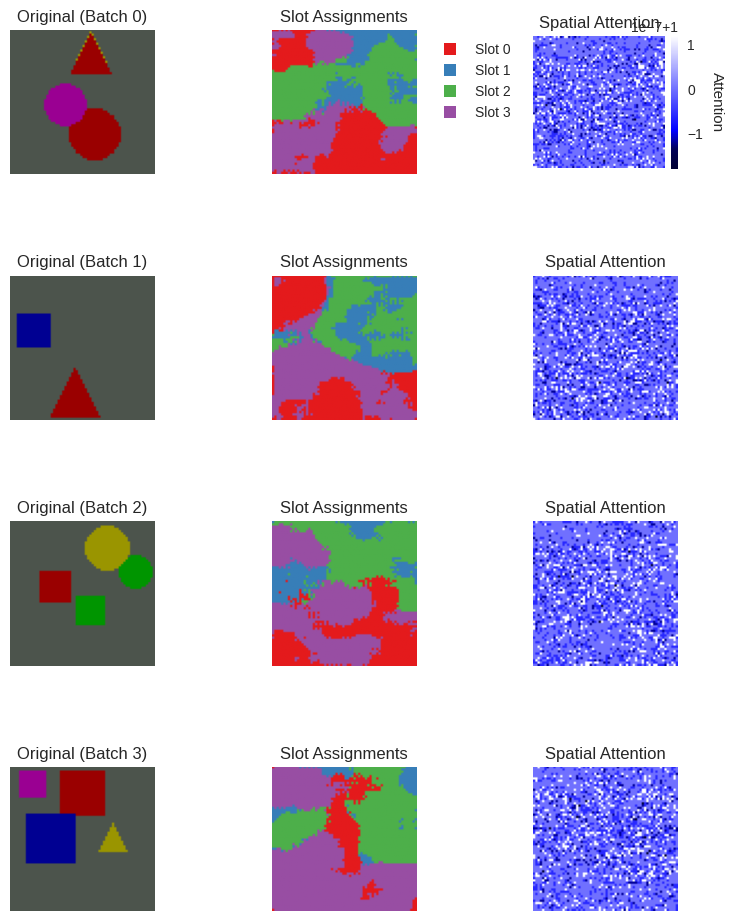 Original (Batch 0) Slot Assignments Spatial Attention
1e−7+1
Slot 0
Slot 1
Slot 2
Slot 3
1
0
−1
Attention
Original (Batch 1) Slot Assignments Spatial Attention
Original (Batch 2) Slot Assignments Spatial Attention
Original (Batch 3) Slot Assignments Spatial Attention